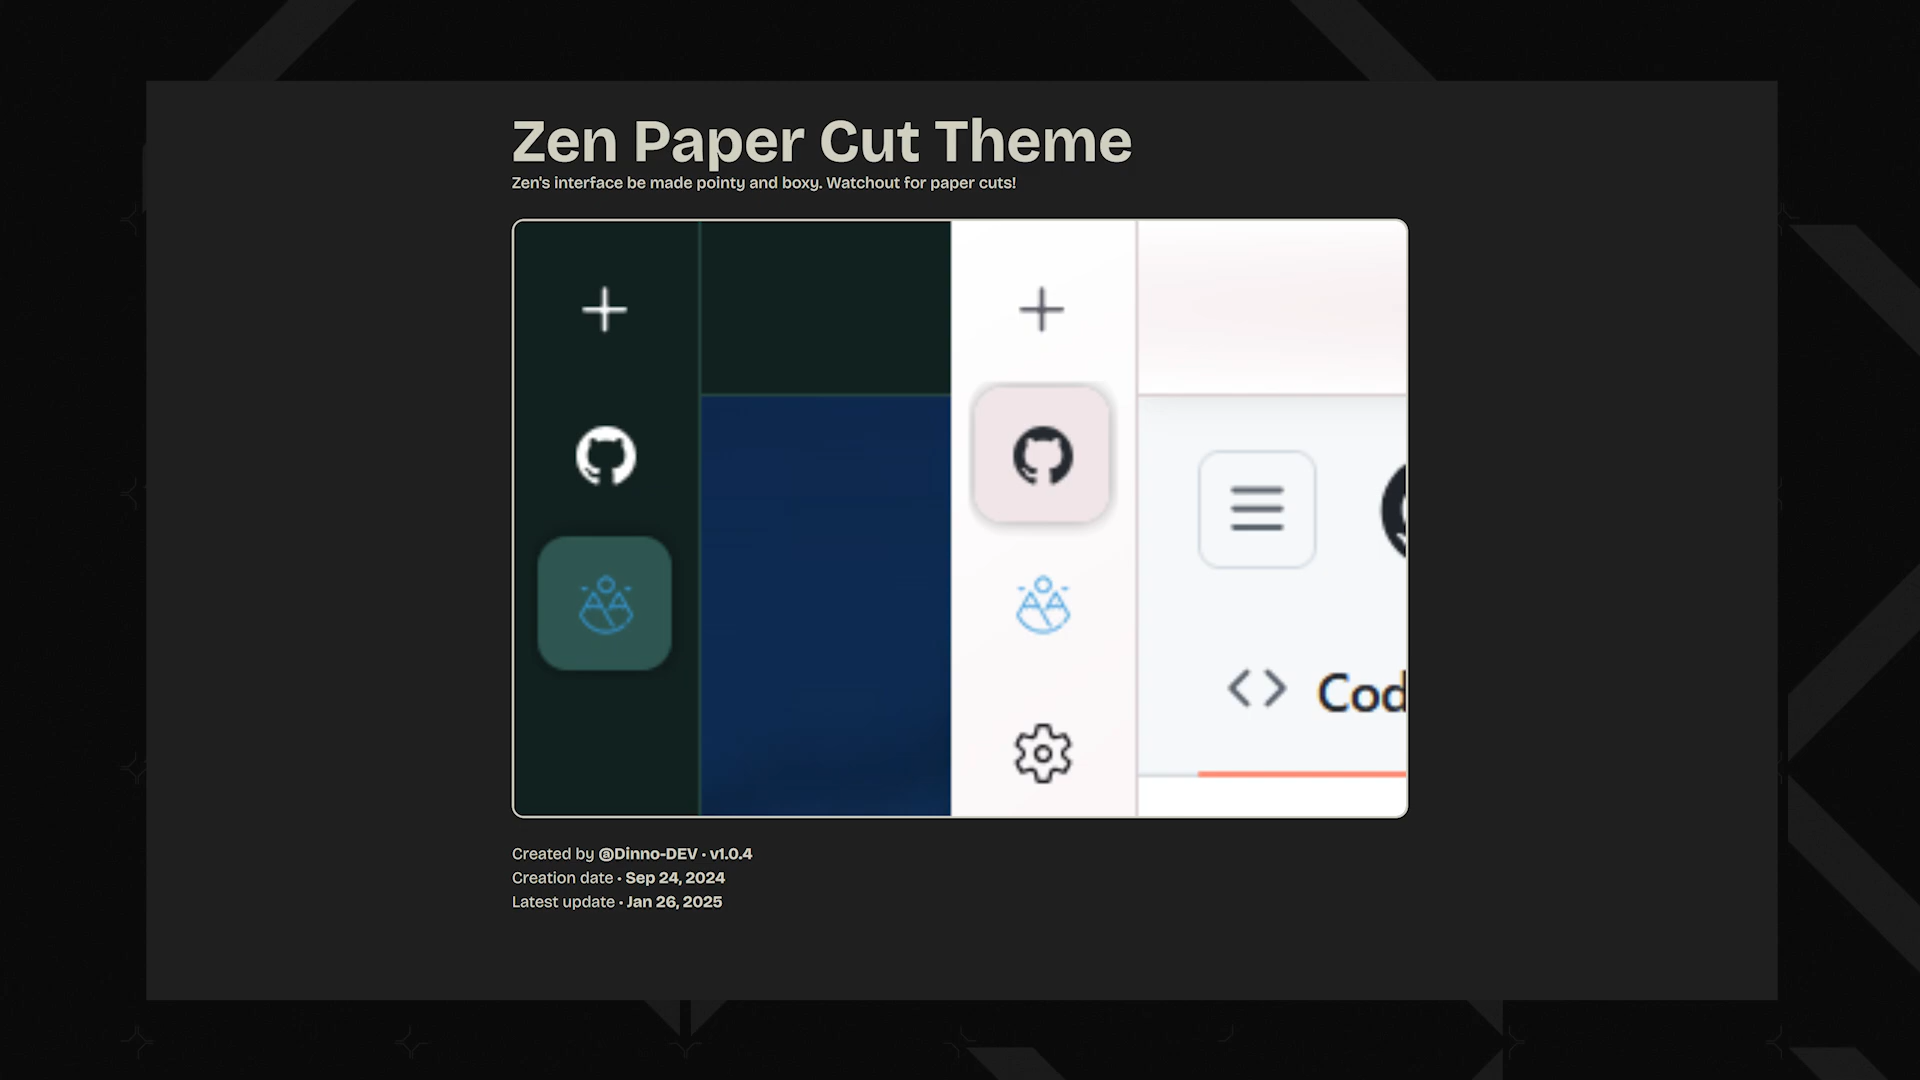 Zen Paper Cut Theme
Zen's interface be made pointy and boxy. Watchout for paper cuts!
Cod
Created by @Dinno-DEV · v1.0.4
Creation date · Sep 24, 2024
Latest update · Jan 26, 2025